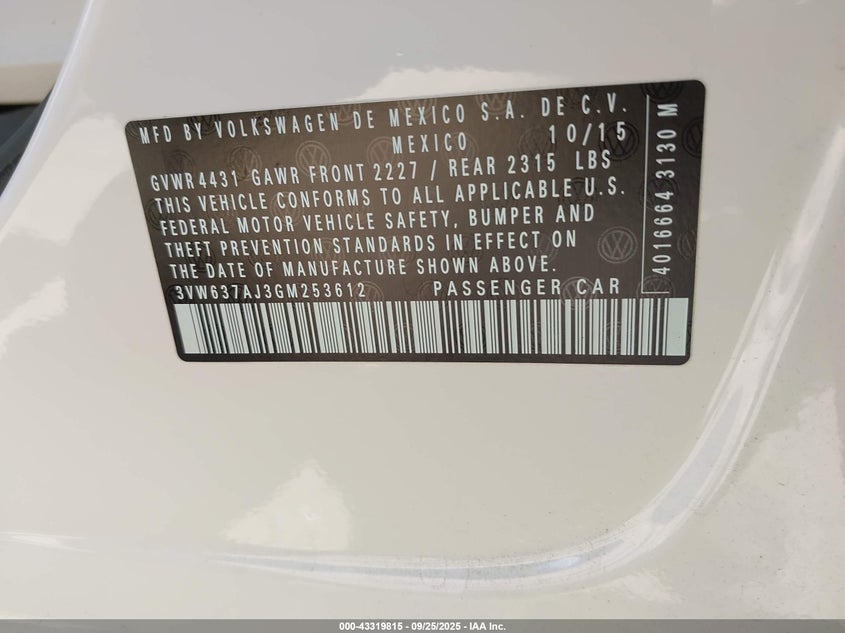 MFD BY VOLKSWAGEN DE MEXICO S.A. DE C.V.
MEXICO 10/15
GVWR 4431 GAWR FRONT 2227 / REAR 2315 LBS
THIS VEHICLE CONFORMS TO ALL APPLICABLE U.S.
FEDERAL MOTOR VEHICLE SAFETY, BUMPER AND
THEFT PREVENTION STANDARDS IN EFFECT ON
THE DATE OF MANUFACTURE SHOWN ABOVE.
3VW637AJ3GM253612 PASSENGER CAR
4016664.3130 M
000-43319815 - 09/25/2025 - IAA Inc.